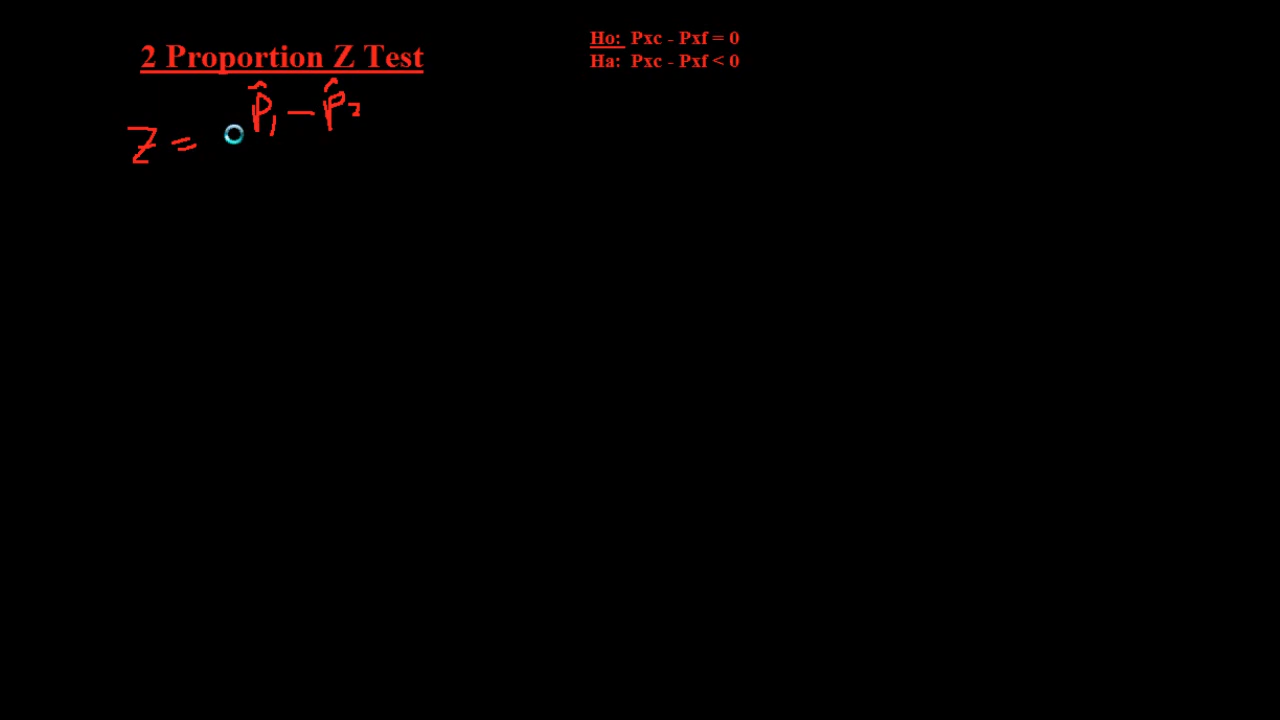 2 Proportion Z Test
Ho: Pxc - Pxf = 0
Ha: Pxc - Pxf < 0
Z = p̂₁ - p̂₂